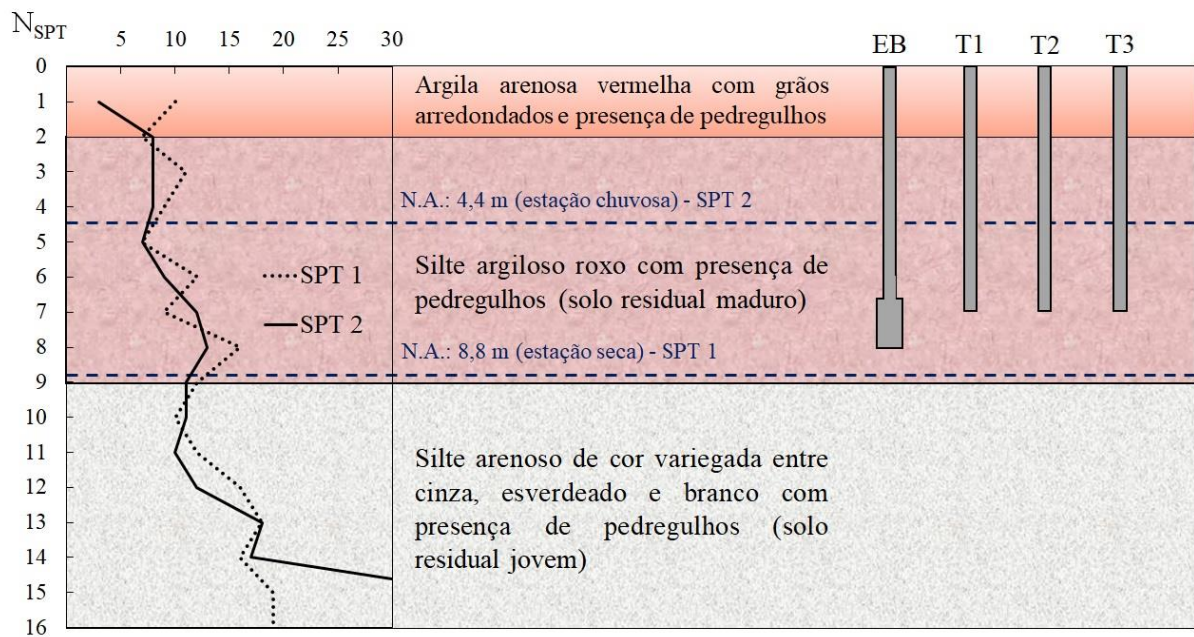 N_SPT
5 10 15 20 25 30
EB T1 T2 T3
0
1
2
3
4
5
6
7
8
9
10
11
12
13
14
15
16
Argila arenosa vermelha com grãos
arredondados e presença de pedregulhos
N.A.: 4,4 m (estação chuvosa) - SPT 2
Silte argiloso roxo com presença de
pedregulhos (solo residual maduro)
SPT 1
SPT 2
N.A.: 8,8 m (estação seca) - SPT 1
Silte arenoso de cor variegada entre
cinza, esverdeado e branco com
presença de pedregulhos (solo
residual jovem)